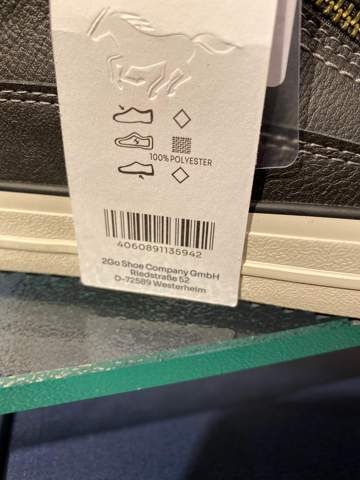 100% POLYESTER
4060891135942
2Go Shoe Company GmbH
Riedstraße 52
D-72589 Westerheim